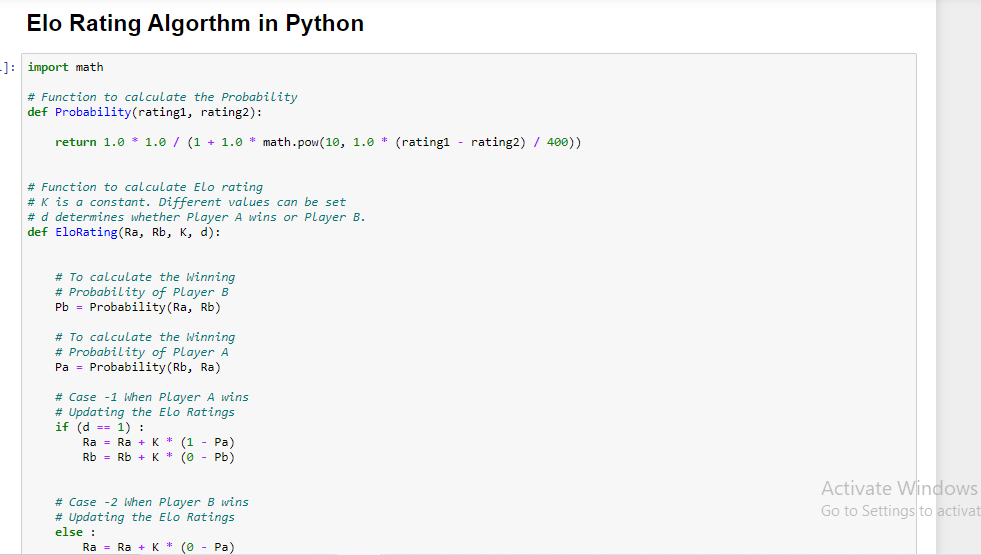 Elo Rating Algorthm in Python
]:
import math
# Function to calculate the Probability
def Probability(rating1, rating2):
return 1.0 * 1.0 / (1 + 1.0 * math.pow(10, 1.0 * (rating1 - rating2) / 400))
# Function to calculate Elo rating
# K is a constant. Different values can be set
# d determines whether Player A wins or Player B.
def EloRating(Ra, Rb, K, d):
# To calculate the Winning
# Probability of Player B
Pb = Probability(Ra, Rb)
# To calculate the Winning
# Probability of Player A
Pa = Probability(Rb, Ra)
# Case -1 When Player A wins
# Updating the Elo Ratings
if (d == 1) :
Ra = Ra + K * (1 - Pa)
Rb = Rb + K * (0 - Pb)
# Case -2 When Player B wins
# Updating the Elo Ratings
else :
Ra = Ra + K * (0 - Pa)
Activate Windows
Go to Settings to activat